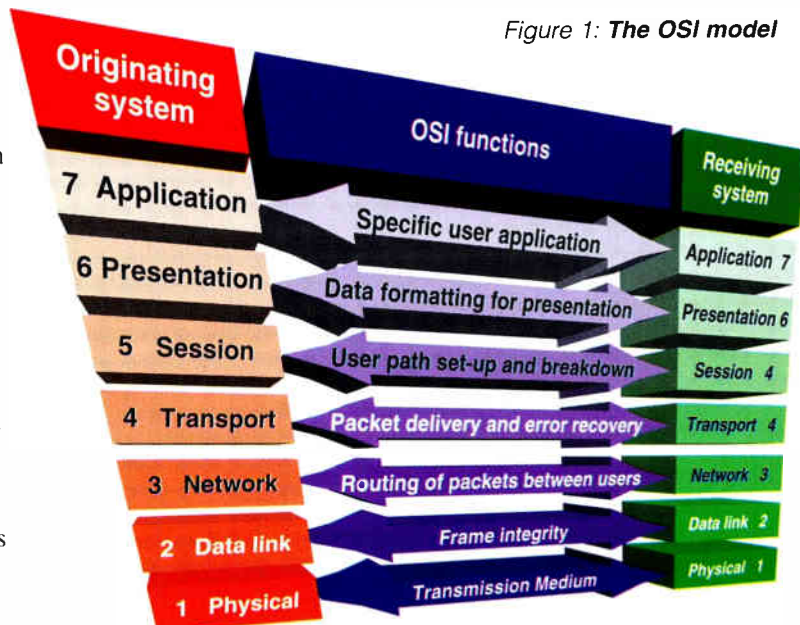 Figure 1: The OSI model
Originating
system
OSI functions
Receiving
system
7 Application
Specific user application
Application 7
6 Presentation
Data formatting for presentation
Presentation 6
5 Session
User path set-up and breakdown
Session 4
4 Transport
Packet delivery and error recovery
Transport 4
3 Network
Routing of packets between users
Network 3
2 Data link
Frame integrity
Data link 2
1 Physical
Transmission Medium
Physical 1